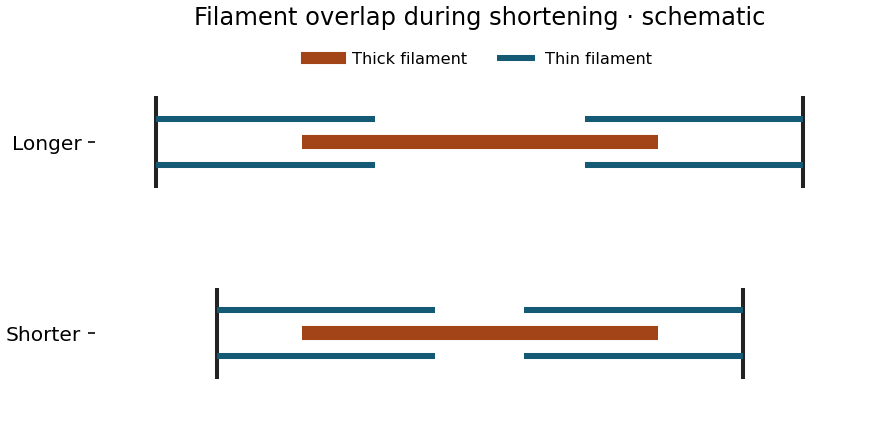 Filament overlap during shortening · schematic
Thick filament
Thin filament
Longer
Shorter